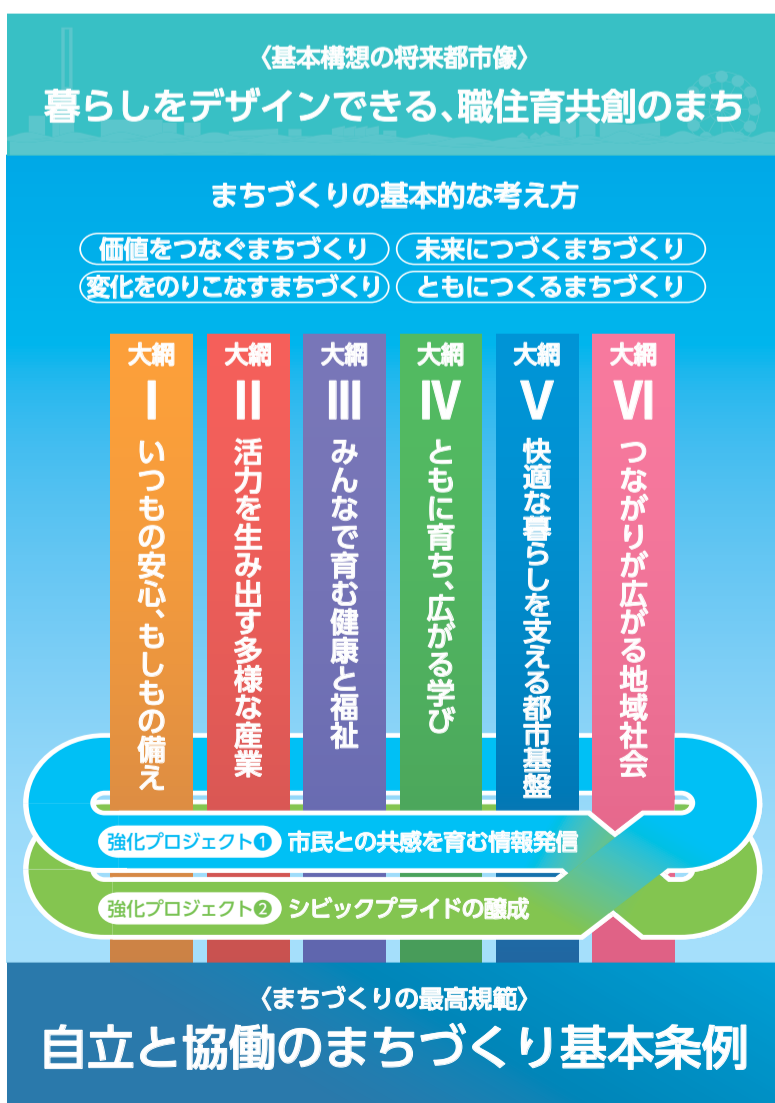 〈基本構想の将来都市像〉
暮らしをデザインできる、職住育共創のまち
まちづくりの基本的な考え方
価値をつなぐまちづくり
未来につづくまちづくり
変化をのりこなすまちづくり
ともにつくるまちづくり
大綱
Ⅰ
いつもの安心、もしもの備え
大綱
Ⅱ
活力を生み出す多様な産業
大綱
Ⅲ
みんなで育む健康と福祉
大綱
Ⅳ
ともに育ち、広がる学び
大綱
Ⅴ
快適な暮らしを支える都市基盤
大綱
Ⅵ
つながりが広がる地域社会
強化プロジェクト❶ 市民との共感を育む情報発信
強化プロジェクト❷ シビックプライドの醸成
〈まちづくりの最高規範〉
自立と協働のまちづくり基本条例